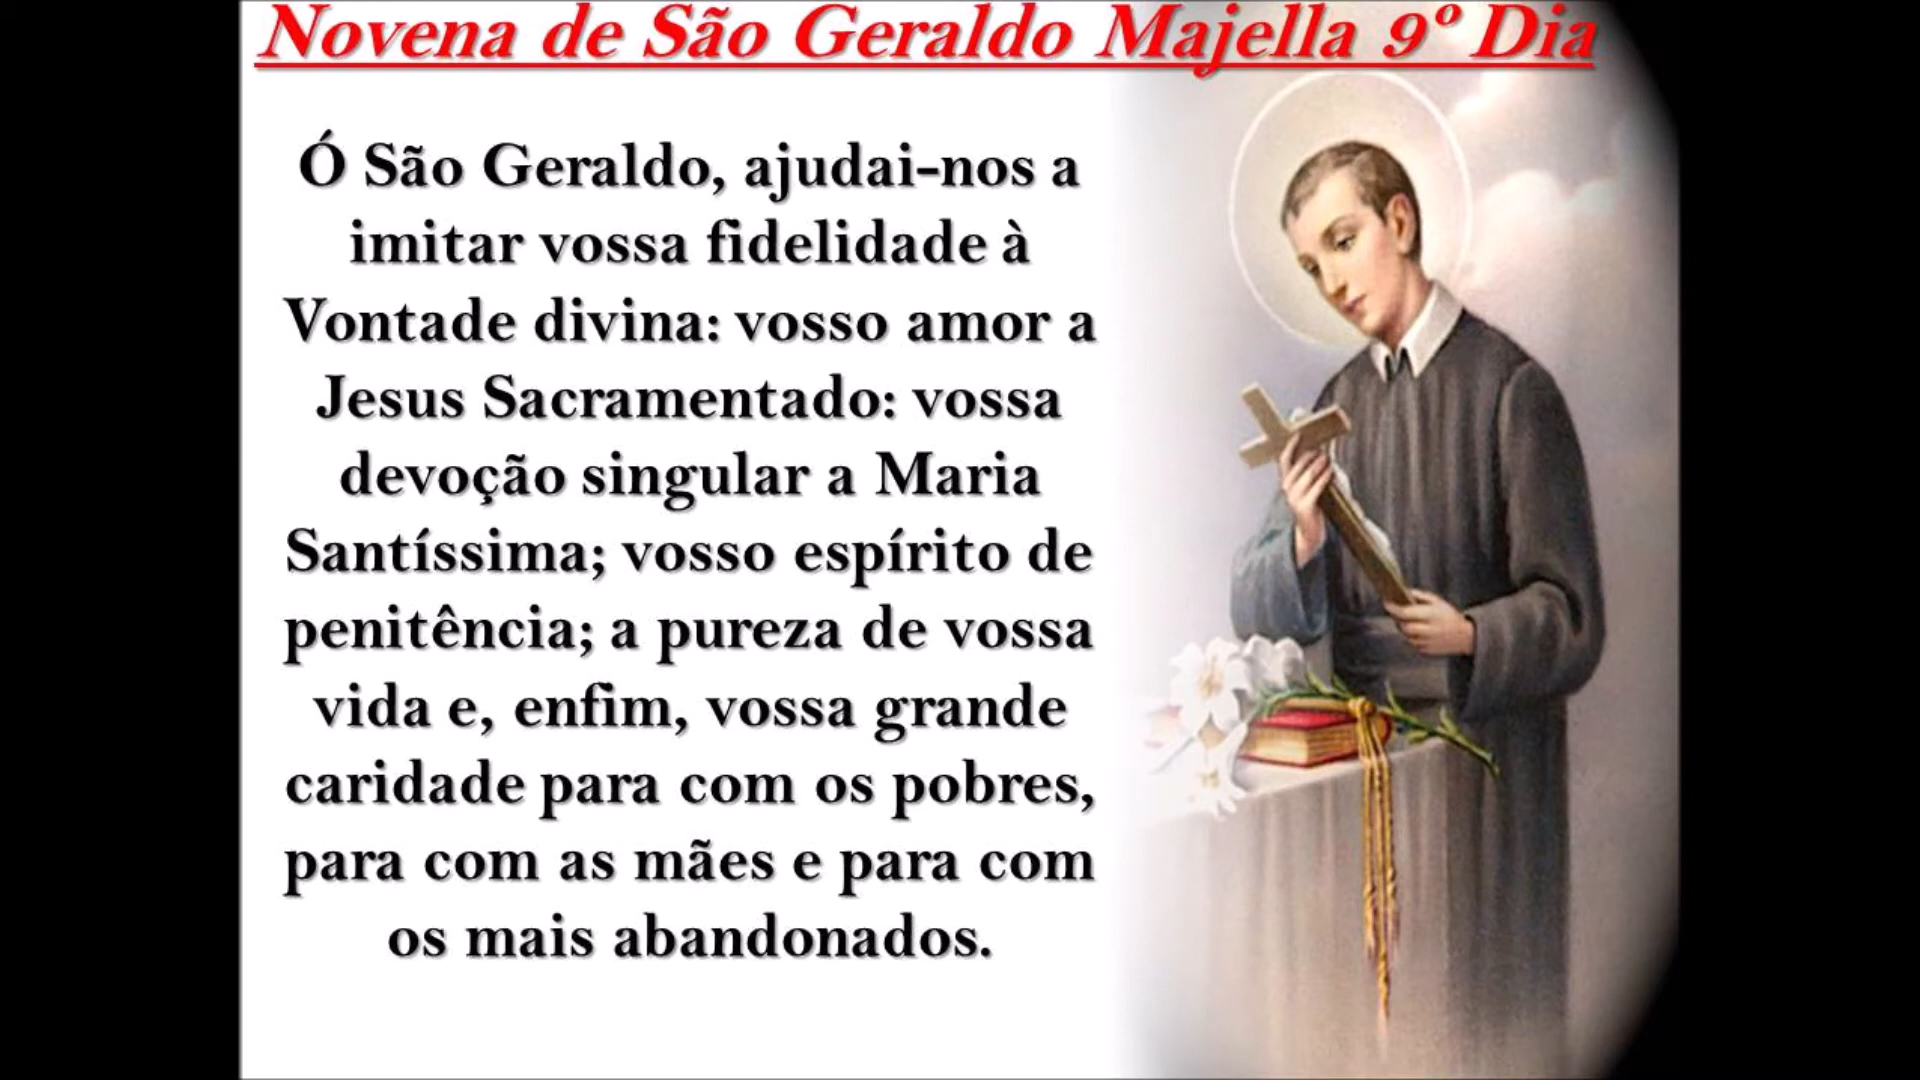 Novena de São Geraldo Majella 9º Dia
Ó São Geraldo, ajudai-nos a
imitar vossa fidelidade à
Vontade divina: vosso amor a
Jesus Sacramentado: vossa
devoção singular a Maria
Santíssima; vosso espírito de
penitência; a pureza de vossa
vida e, enfim, vossa grande
caridade para com os pobres,
para com as mães e para com
os mais abandonados.